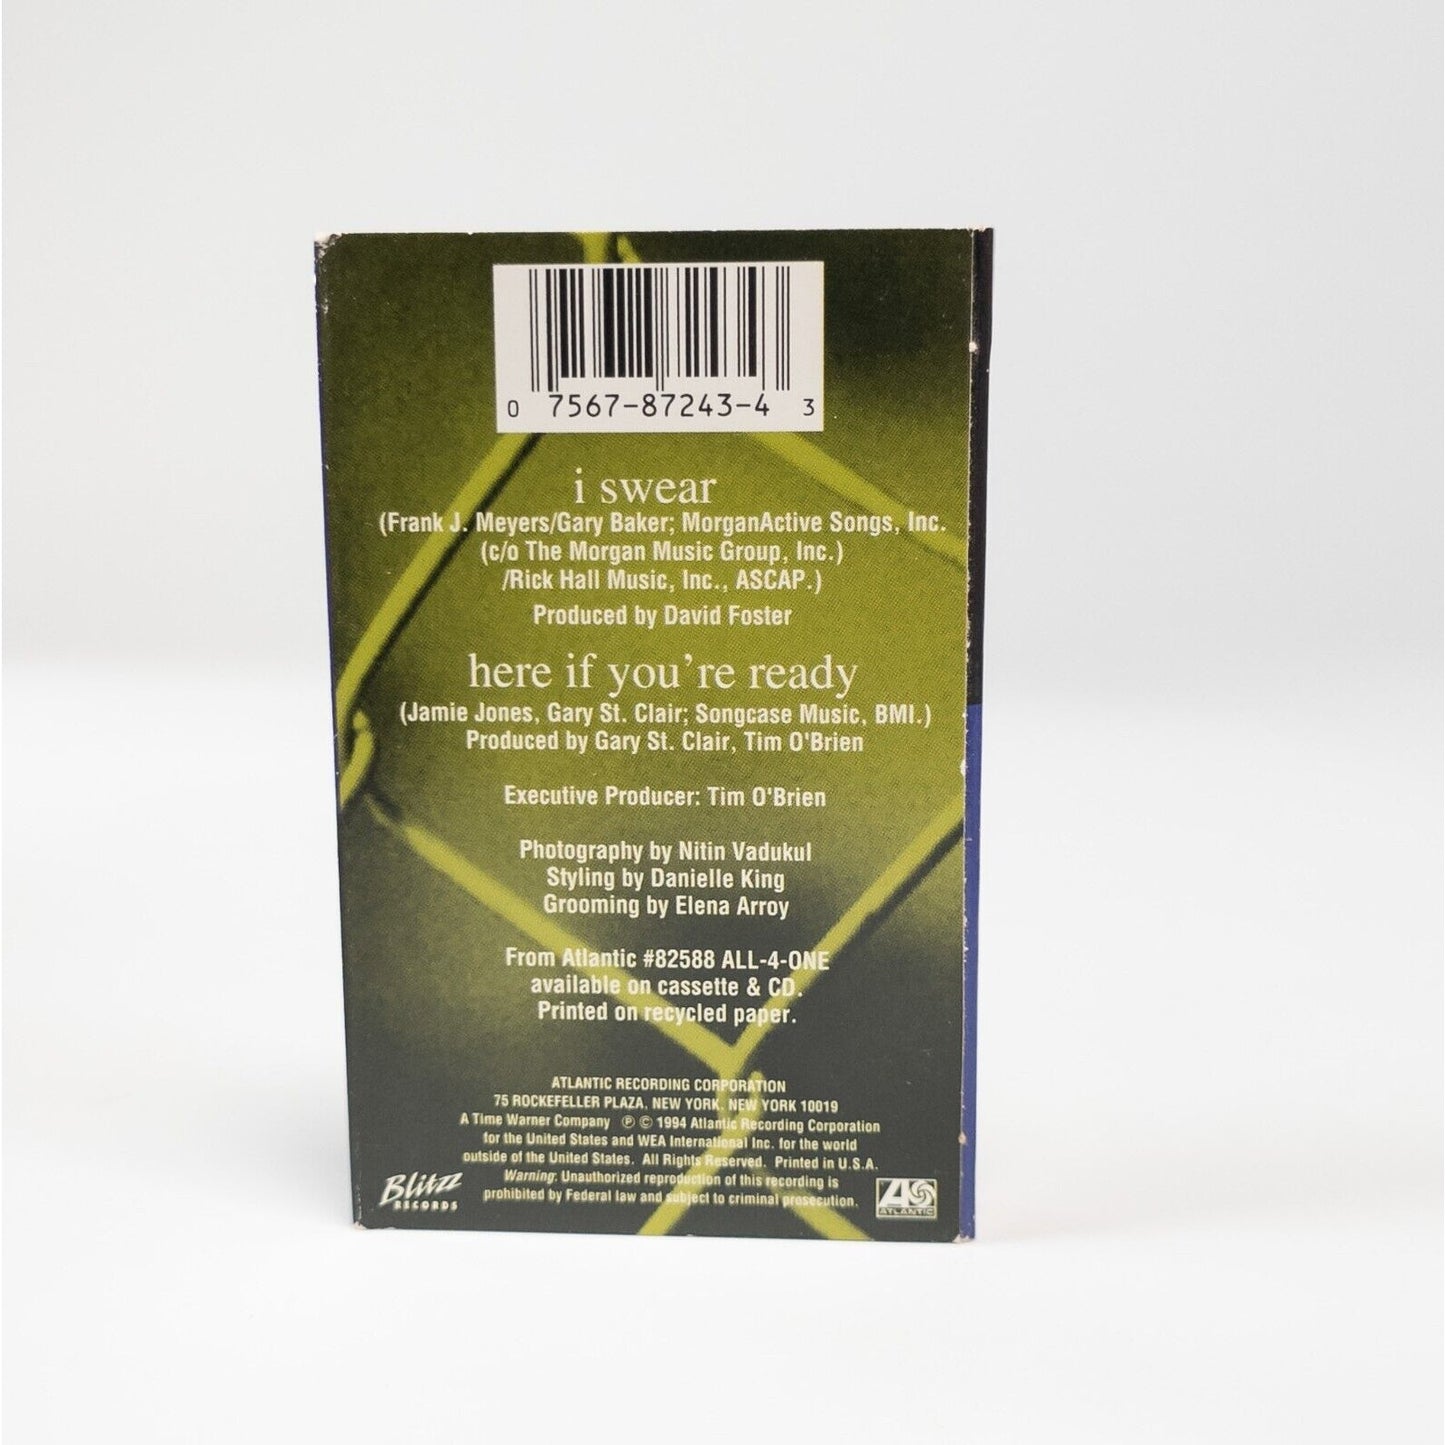 0 7567-87243-4 3
i swear
(Frank J. Meyers/Gary Baker; MorganActive Songs, Inc.
(c/o The Morgan Music Group, Inc.)
/Rick Hall Music, Inc., ASCAP.)
Produced by David Foster
here if you're ready
(Jamie Jones, Gary St. Clair; Songcase Music, BMI.)
Produced by Gary St. Clair, Tim O'Brien
Executive Producer: Tim O'Brien
Photography by Nitin Vadukul
Styling by Danielle King
Grooming by Elena Arroy
From Atlantic #82588 ALL-4-ONE
available on cassette & CD.
Printed on recycled paper.
ATLANTIC RECORDING CORPORATION
75 ROCKEFELLER PLAZA, NEW YORK, NEW YORK 10019
A Time Warner Company ℗ © 1994 Atlantic Recording Corporation
for the United States and WEA International Inc. for the world
outside of the United States. All Rights Reserved. Printed in U.S.A.
Warning: Unauthorized reproduction of this recording is
prohibited by Federal law and subject to criminal prosecution.
Blitzz
RECORDS
ATLANTIC